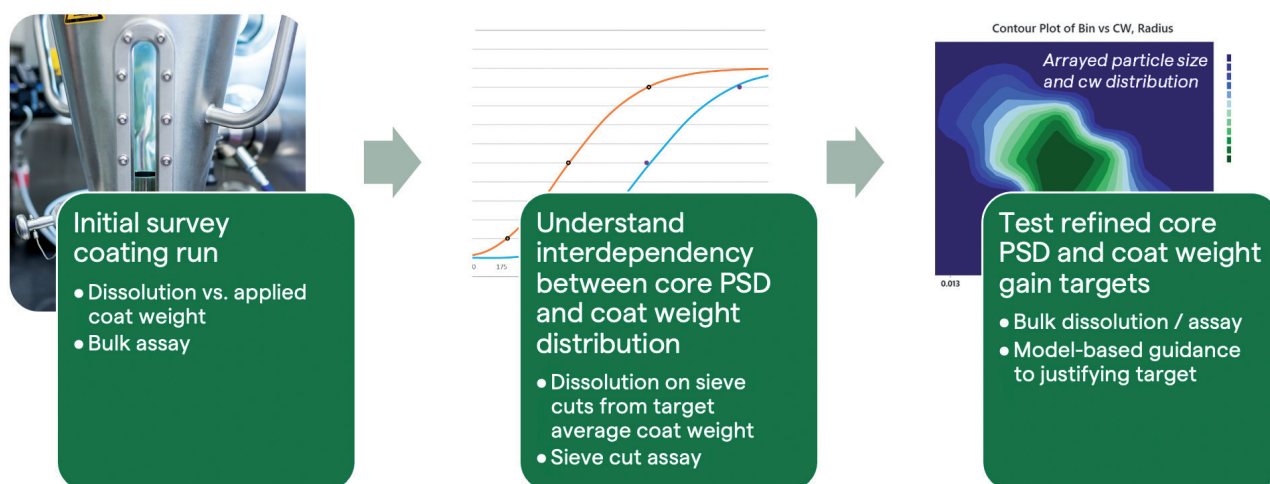 Initial survey
coating run
• Dissolution vs. applied
coat weight
• Bulk assay
0 175
Understand
interdependency
between core PSD
and coat weight
distribution
• Dissolution on sieve
cuts from target
average coat weight
• Sieve cut assay
Contour Plot of Bin vs CW, Radius
Arrayed particle size
and cw distribution
0.013
Test refined core
PSD and coat weight
gain targets
• Bulk dissolution / assay
• Model-based guidance
to justifying target